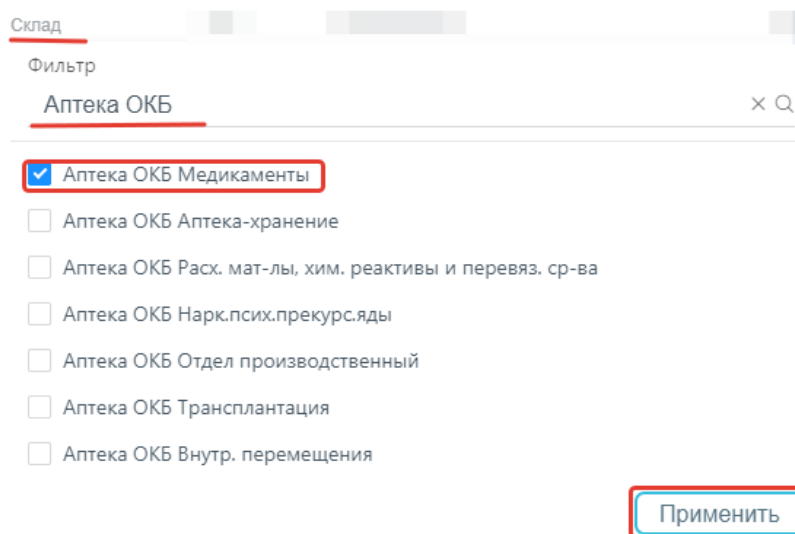 Склад
Фильтр
Аптека ОКБ
Аптека ОКБ Медикаменты
Аптека ОКБ Аптека-хранение
Аптека ОКБ Расх. мат-лы, хим. реактивы и перевяз. ср-ва
Аптека ОКБ Нарк.псих.прекурс.яды
Аптека ОКБ Отдел производственный
Аптека ОКБ Трансплантация
Аптека ОКБ Внутр. перемещения
Применить